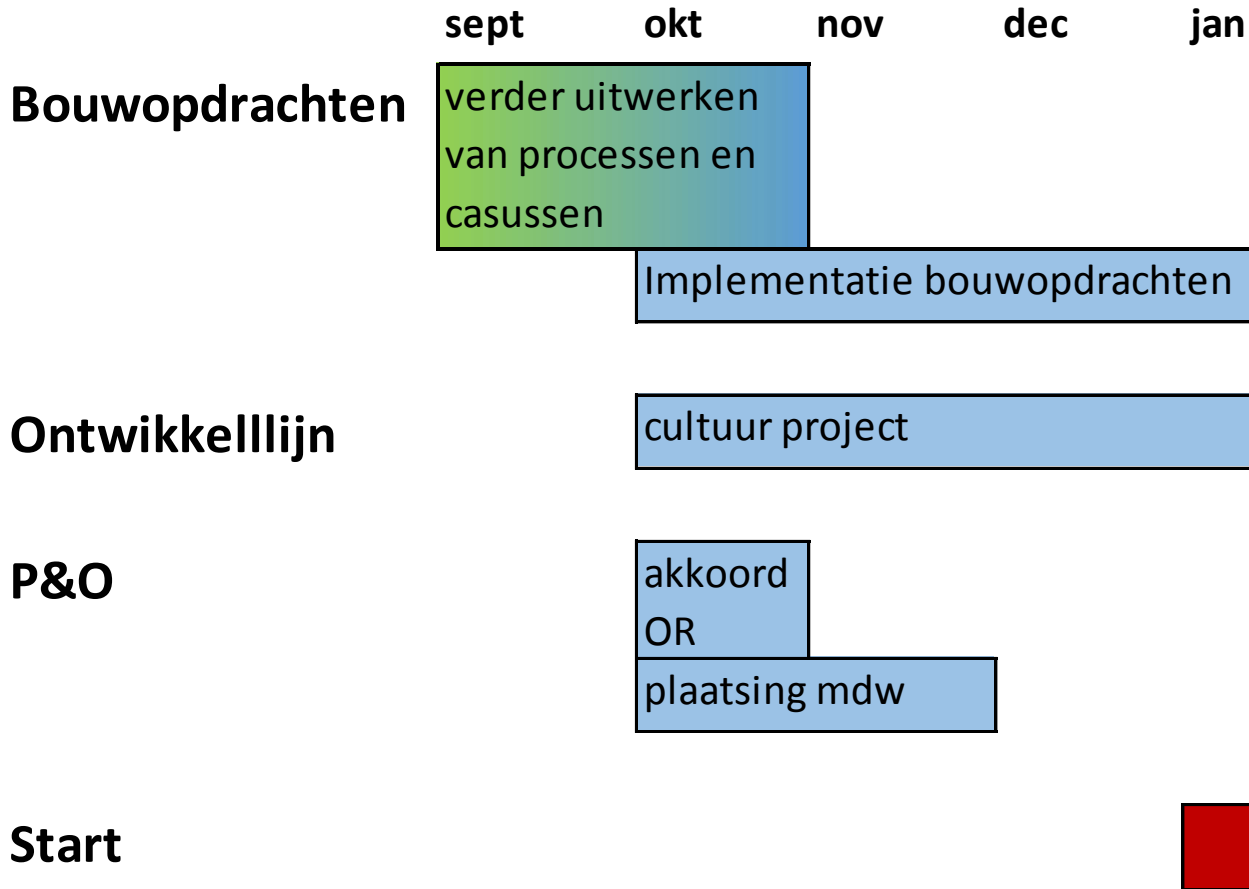 sept okt nov dec jan
Bouwopdrachten
verder uitwerken
van processen en
casussen
Implementatie bouwopdrachten
Ontwikkelllijn
cultuur project
P&O
akkoord
OR
plaatsing mdw
Start